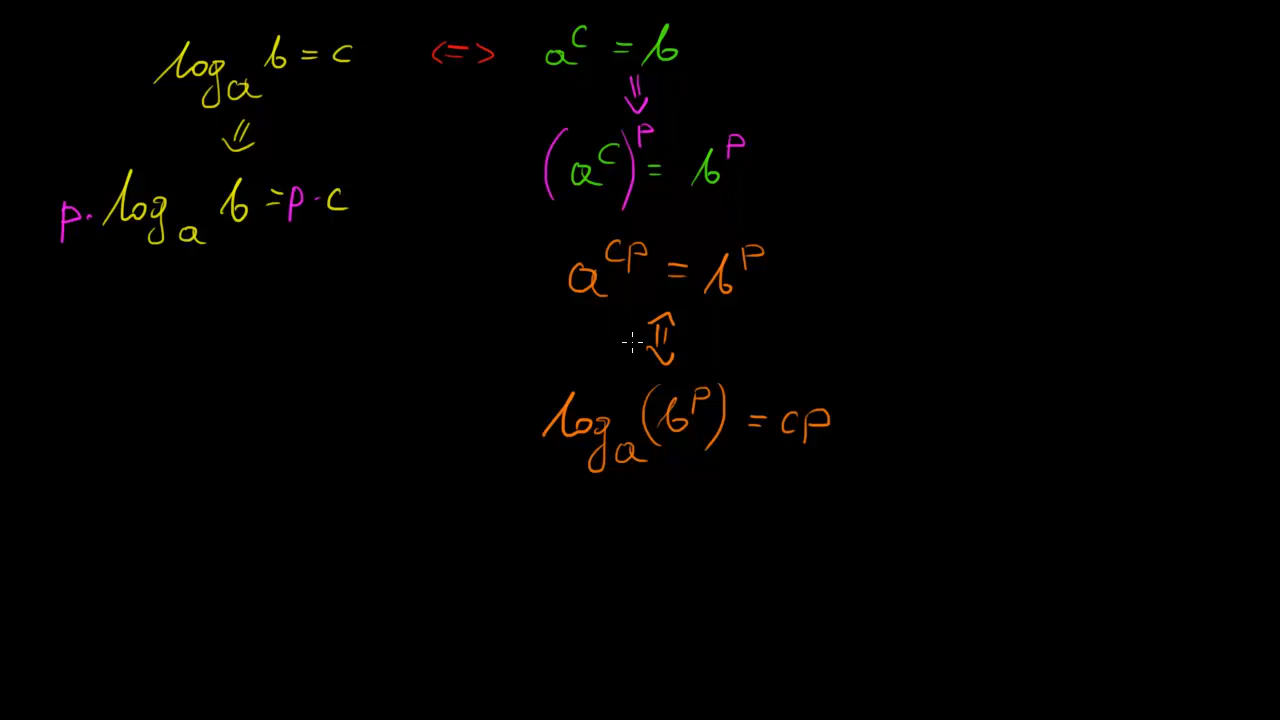 log_a b = c <=> a^c = b
⇓ ⇓
(a^c)^p = b^p
p · log_a b = p · c
a^{cp} = b^p
⇕
log_a (b^p) = cp